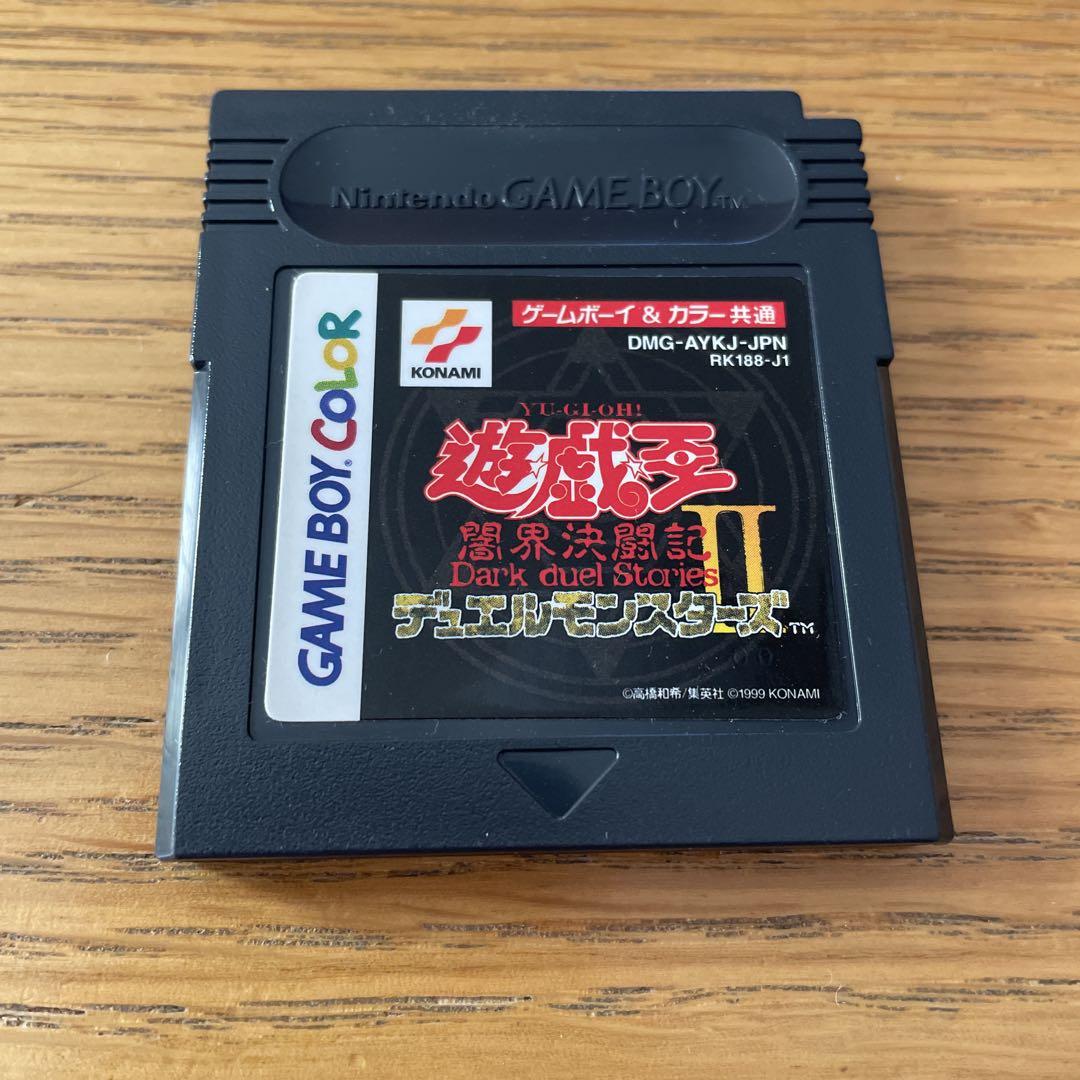 Nintendo GAME BOY™
GAME BOY COLOR
KONAMI
ゲームボーイ & カラー共通
DMG-AYKJ-JPN
RK188-J1
YU-GI-OH!
遊☆戯☆王
闇界決闘記
Dark duel Stories
II
デュエルモンスターズ™
©高橋和希/集英社 ©1999 KONAMI